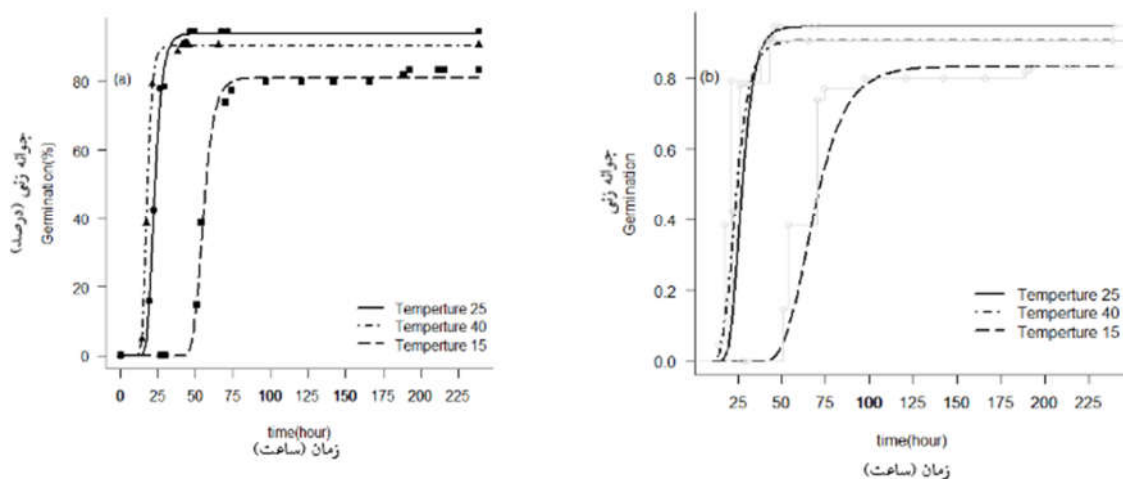 (a)
80
60
40
20
0
جوانه زنی (درصد)
Germination(%)
Temperture 25
Temperture 40
Temperture 15
0 25 50 75 100 125 150 175 200 225
time(hour)
زمان (ساعت)
(b)
0.8
0.6
0.4
0.2
0.0
جوانه زنی
Germination
Temperture 25
Temperture 40
Temperture 15
25 50 75 100 125 150 175 200 225
time(hour)
زمان (ساعت)